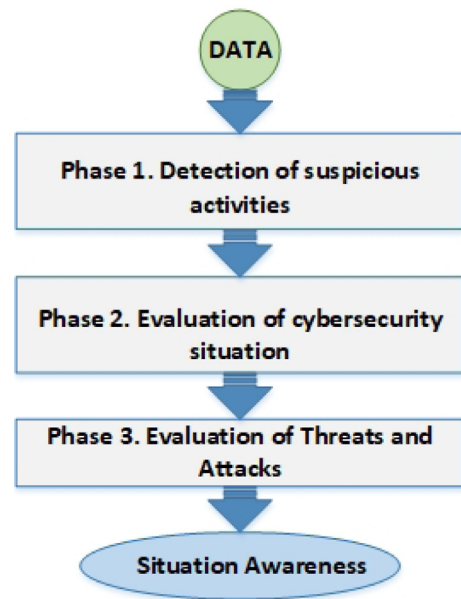 DATA
Phase 1. Detection of suspicious
activities
Phase 2. Evaluation of cybersecurity
situation
Phase 3. Evaluation of Threats and
Attacks
Situation Awareness